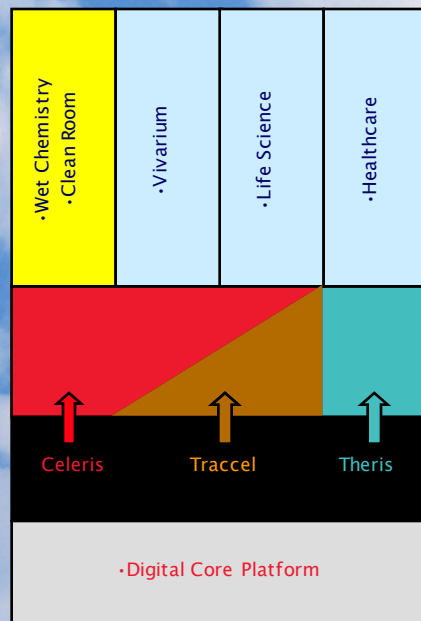 •Wet Chemistry
•Clean Room
•Vivarium
•Life Science
•Healthcare
Celeris
Traccel
Theris
•Digital Core Platform